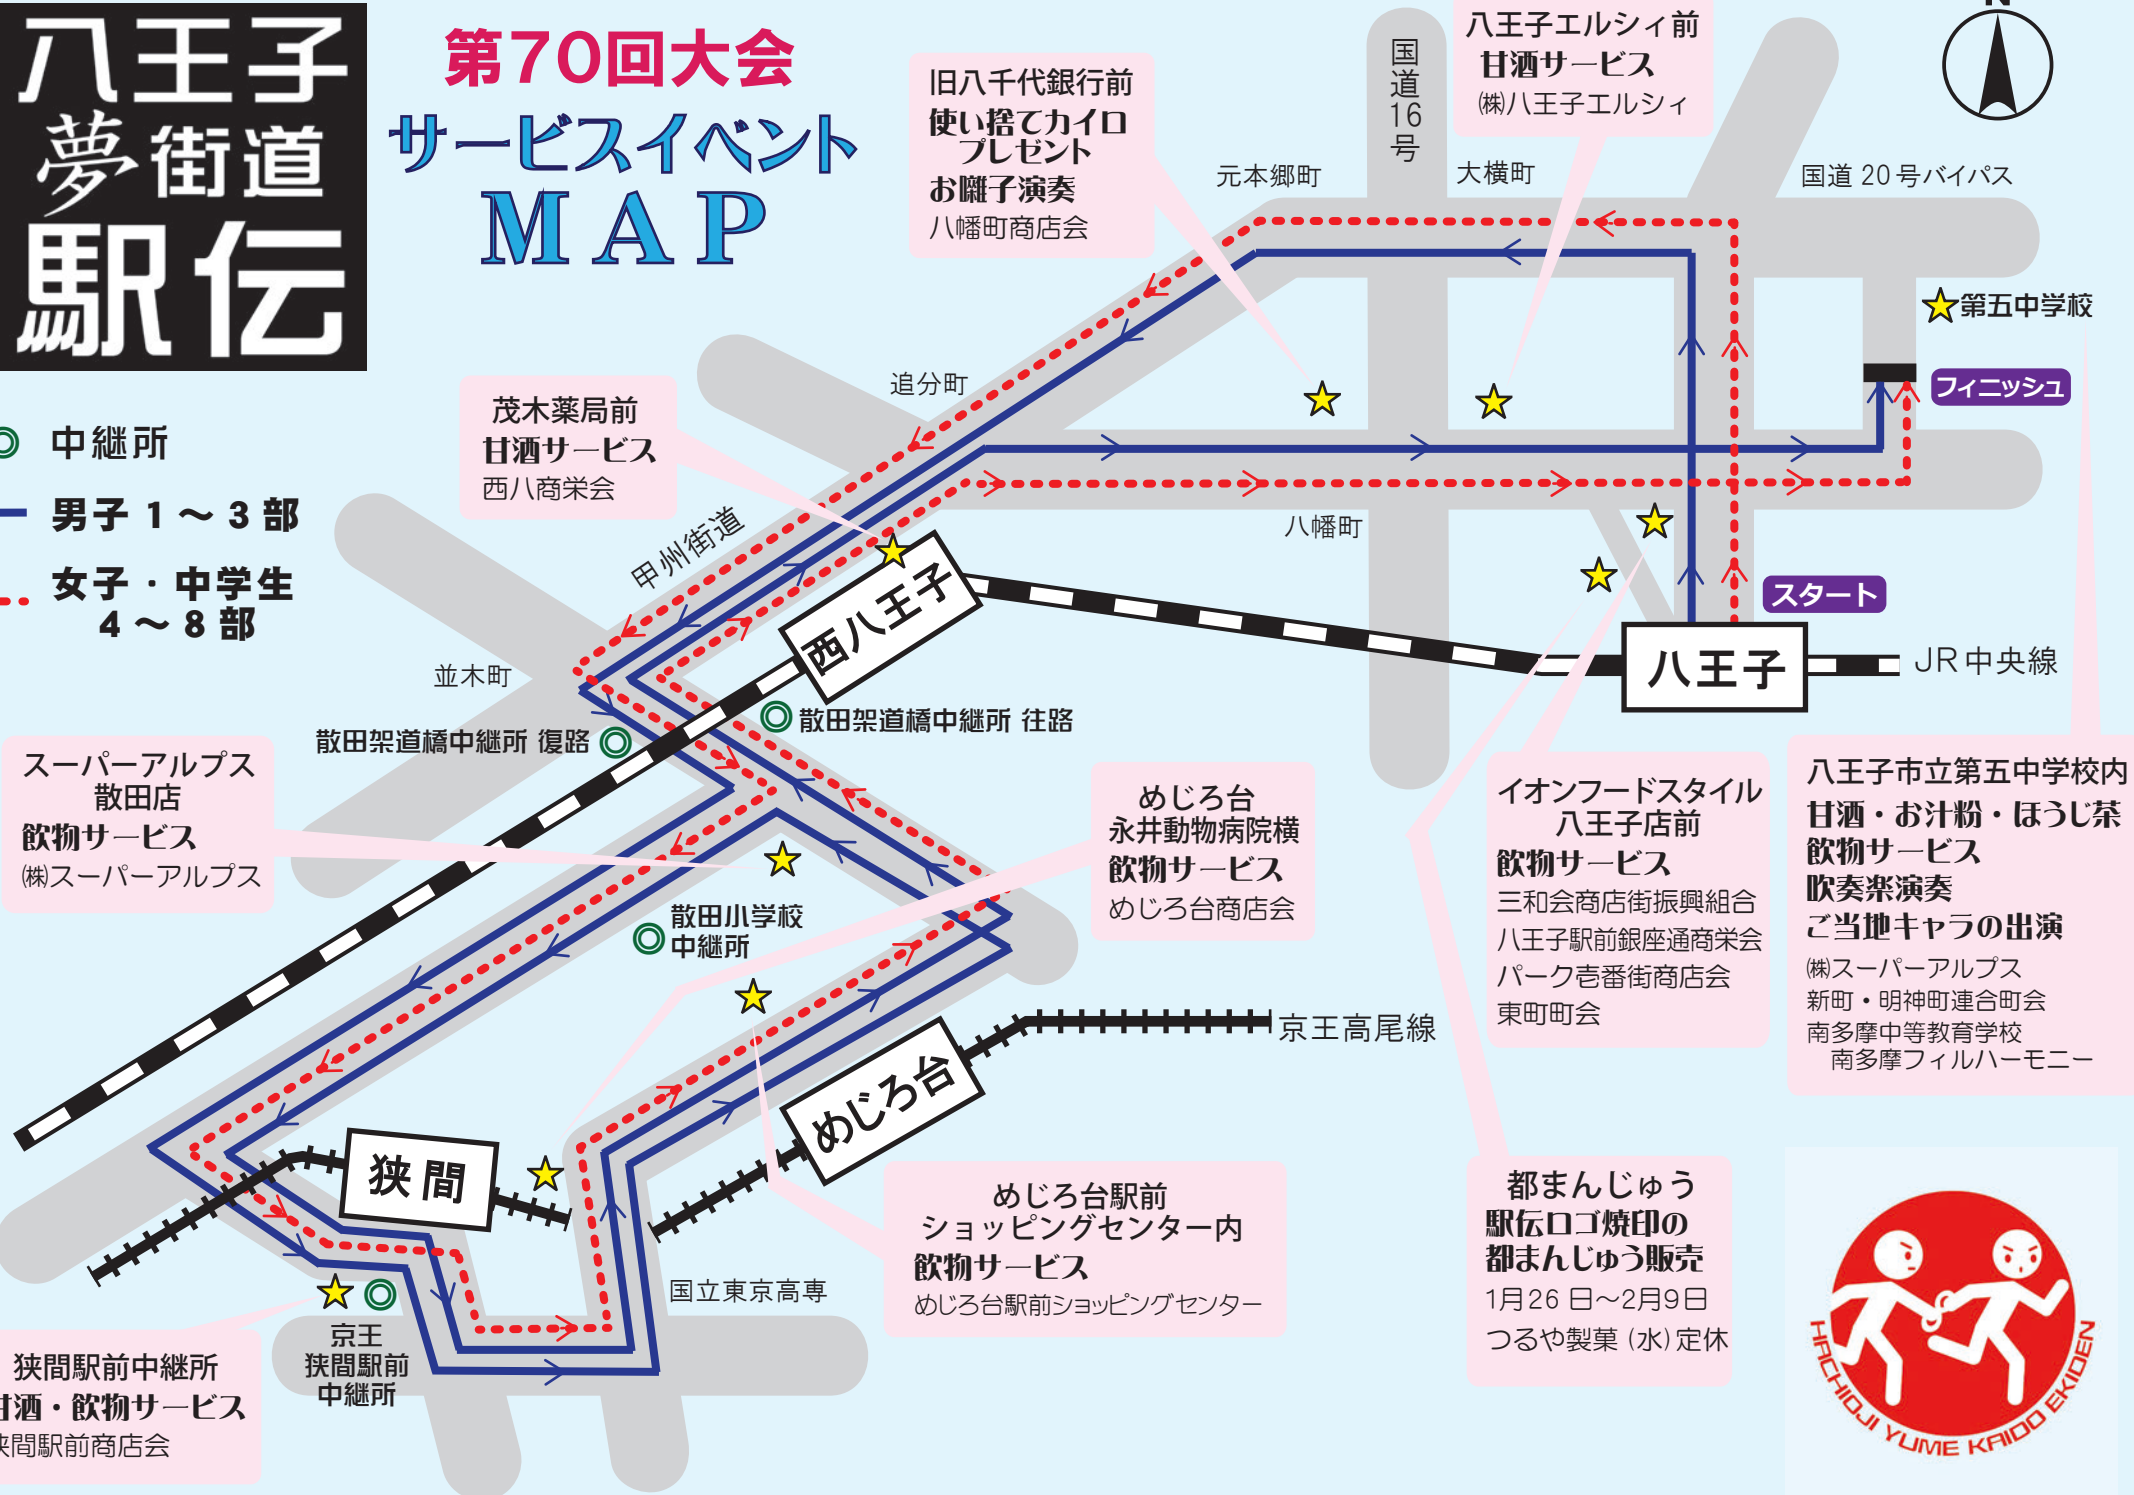 八王子
夢街道
駅伝
第70回大会
サービスイベント
MAP
中継所
男子 1～3部
女子・中学生
4～8部
旧八千代銀行前
使い捨てカイロ
プレゼント
お囃子演奏
八幡町商店会
国道16号
八王子エルシィ前
甘酒サービス
㈱八王子エルシィ
N
元本郷町
大横町
国道20号バイパス
第五中学校
フィニッシュ
追分町
茂木薬局前
甘酒サービス
西八商栄会
甲州街道
八幡町
スタート
西八王子
八王子
JR中央線
並木町
散田架道橋中継所 復路
散田架道橋中継所 往路
スーパーアルプス
散田店
飲物サービス
㈱スーパーアルプス
めじろ台
永井動物病院横
飲物サービス
めじろ台商店会
イオンフードスタイル
八王子店前
飲物サービス
三和会商店街振興組合
八王子駅前銀座通商栄会
パーク壱番街商店会
東町町会
八王子市立第五中学校内
甘酒・お汁粉・ほうじ茶
飲物サービス
吹奏楽演奏
ご当地キャラの出演
㈱スーパーアルプス
新町・明神町連合町会
南多摩中等教育学校
南多摩フィルハーモニー
散田小学校
中継所
京王高尾線
めじろ台
狭間
めじろ台駅前
ショッピングセンター内
飲物サービス
めじろ台駅前ショッピングセンター
都まんじゅう
駅伝ロゴ焼印の
都まんじゅう販売
1月26日～2月9日
つるや製菓(水)定休
国立東京高専
京王
狭間駅前
中継所
狭間駅前中継所
甘酒・飲物サービス
狭間駅前商店会
HACHIOJI YUME KAIDO EKIDEN